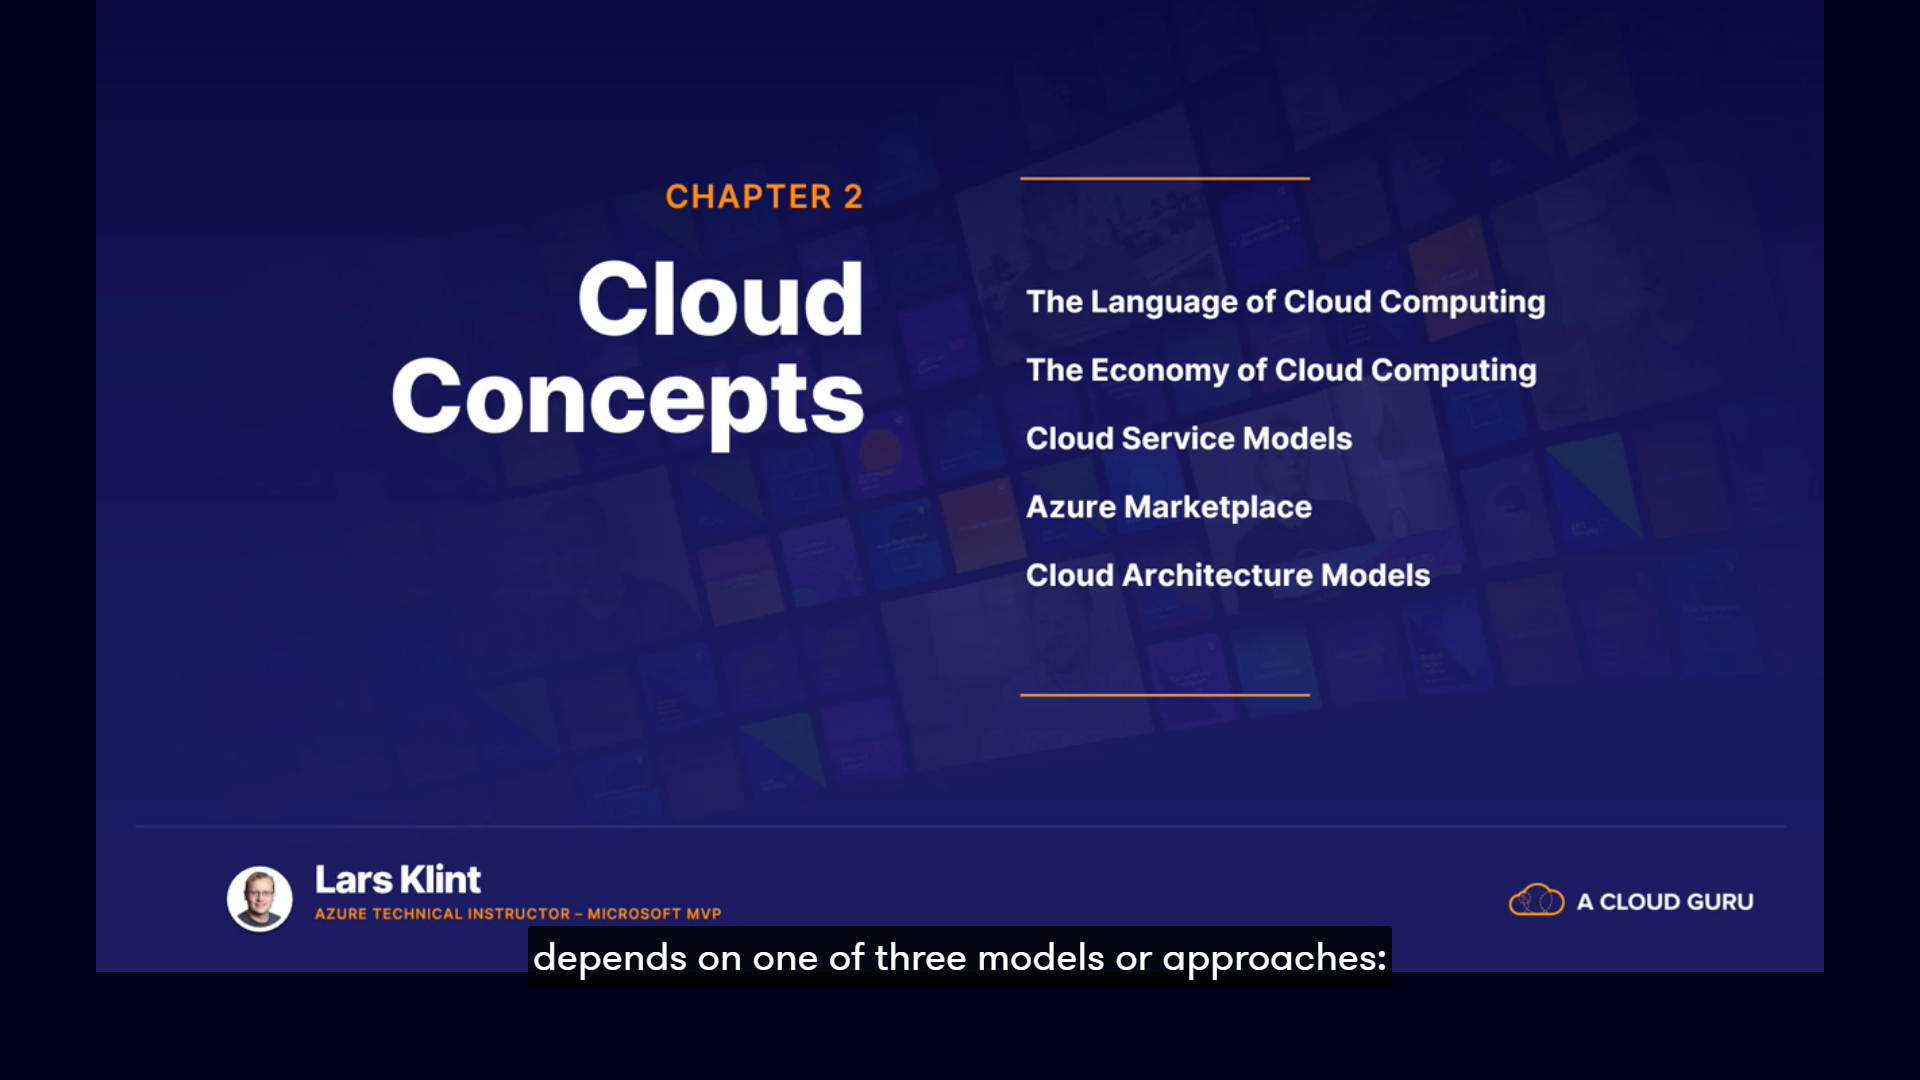 CHAPTER 2
Cloud
Concepts
The Language of Cloud Computing
The Economy of Cloud Computing
Cloud Service Models
Azure Marketplace
Cloud Architecture Models
Lars Klint
AZURE TECHNICAL INSTRUCTOR – MICROSOFT MVP
A CLOUD GURU
depends on one of three models or approaches: